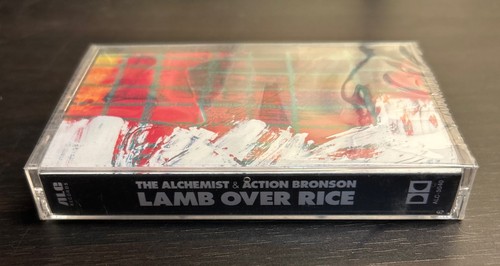 ALC
THE ALCHEMIST & ACTION BRONSON
LAMB OVER RICE